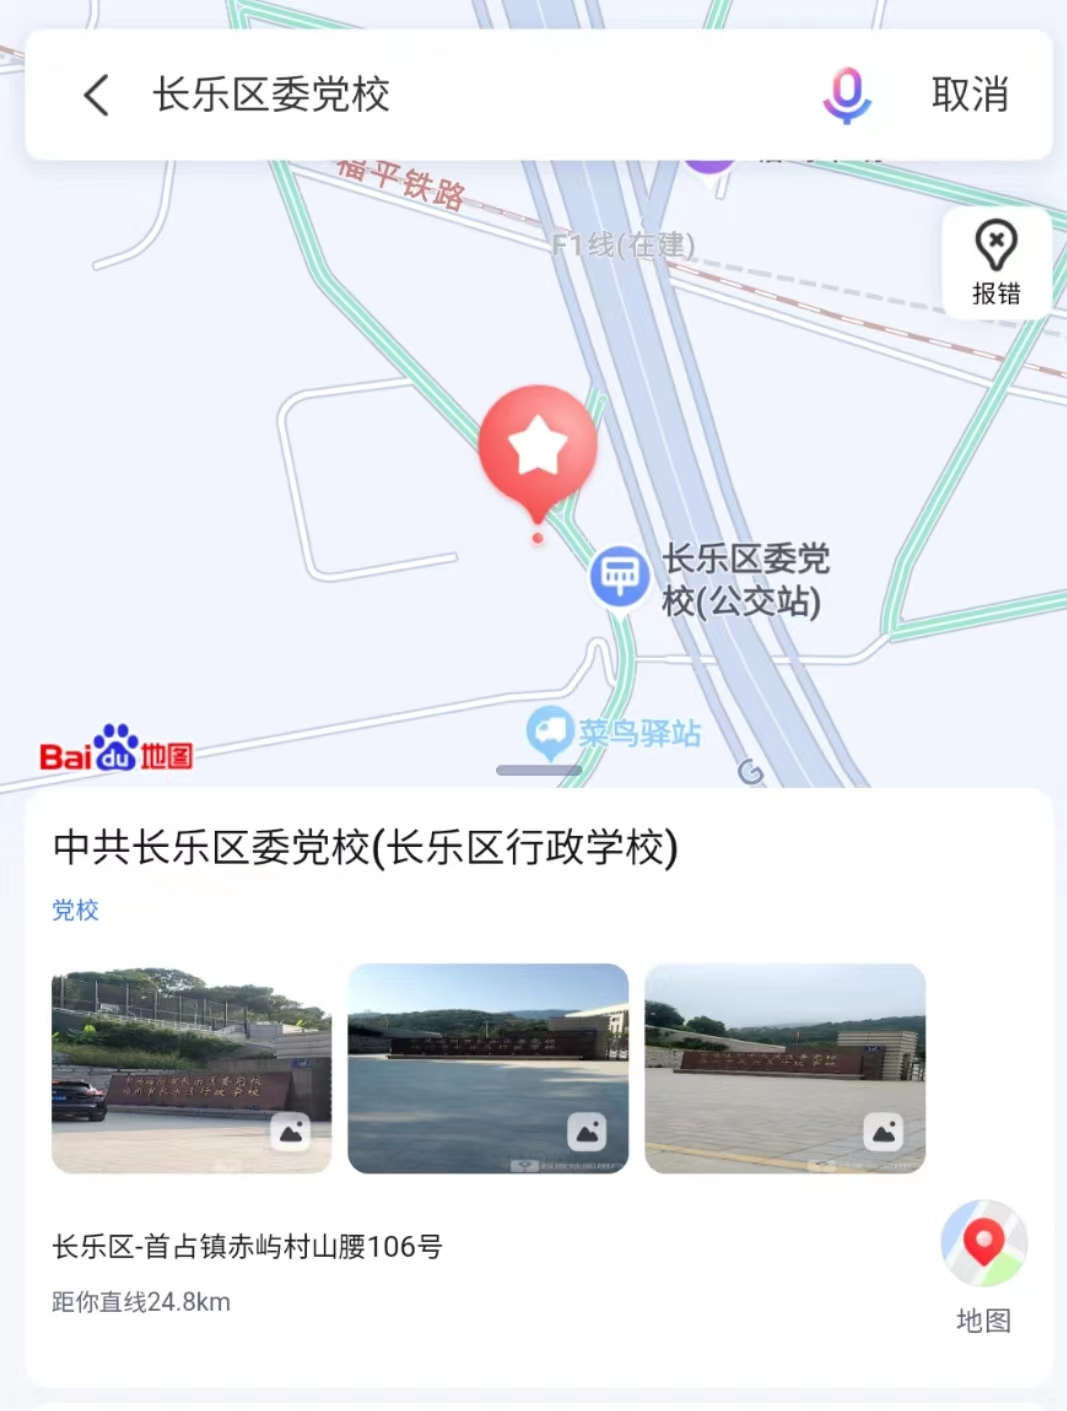 长乐区委党校
取消
福平铁路
F1线(在建)
报错
长乐区委党
校(公交站)
菜鸟驿站
G
Bai du 地图
中共长乐区委党校(长乐区行政学校)
党校
长乐区-首占镇赤屿村山腰106号
距你直线24.8km
地图